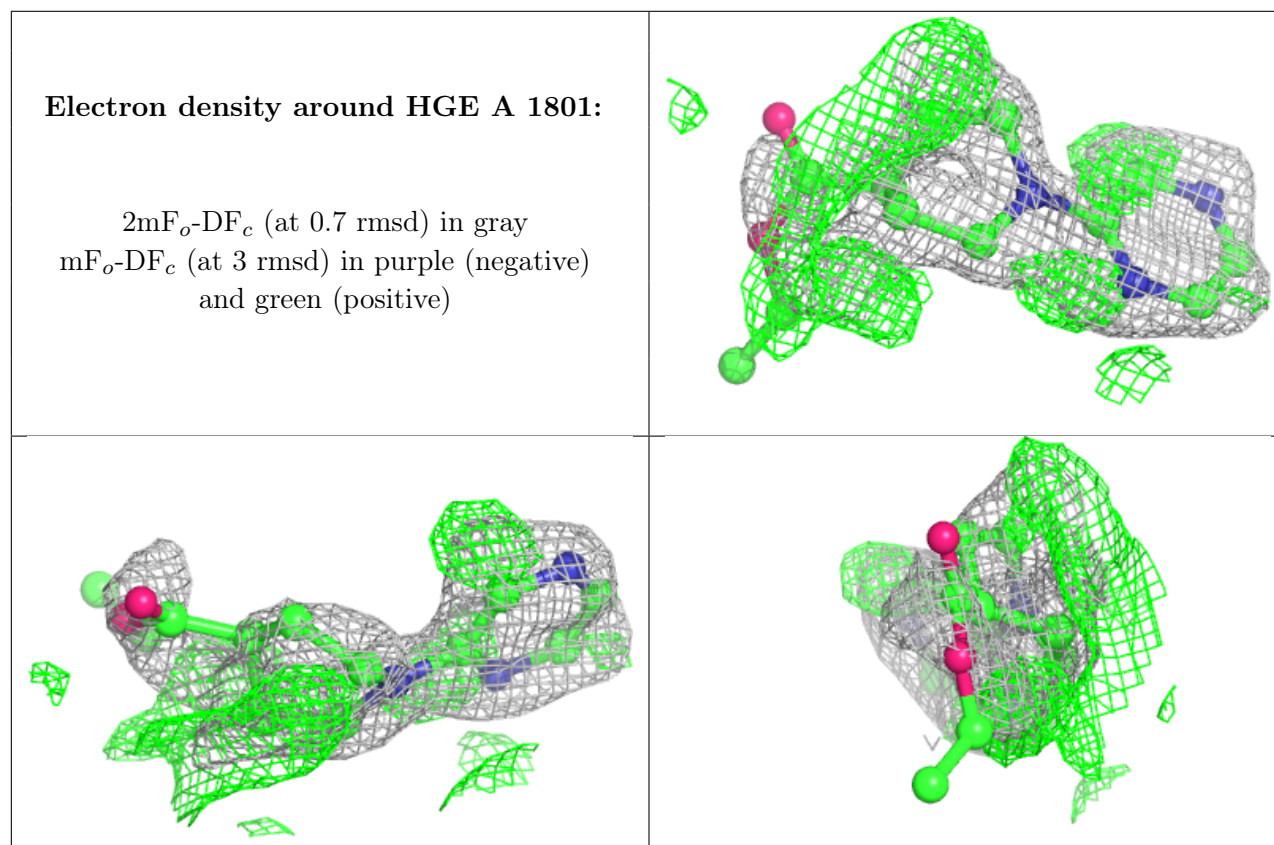 Electron density around HGE A 1801:
2mFo-DFc (at 0.7 rmsd) in gray
mFo-DFc (at 3 rmsd) in purple (negative)
and green (positive)